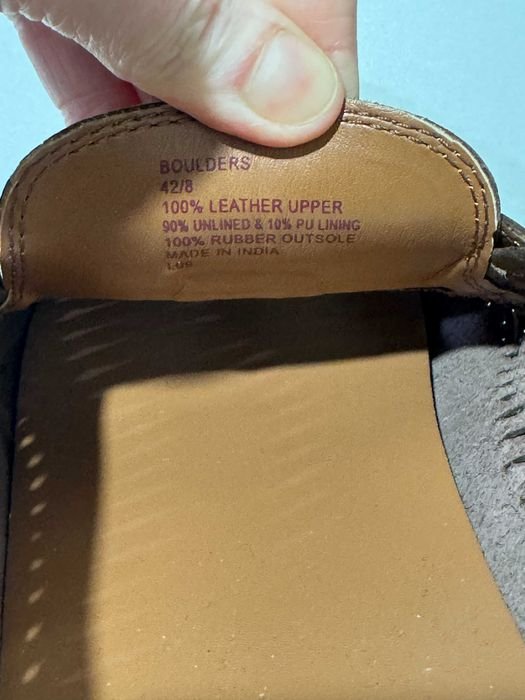 BOULDERS
42/8
100% LEATHER UPPER
90% UNLINED & 10% PU LINING
100% RUBBER OUTSOLE
MADE IN INDIA